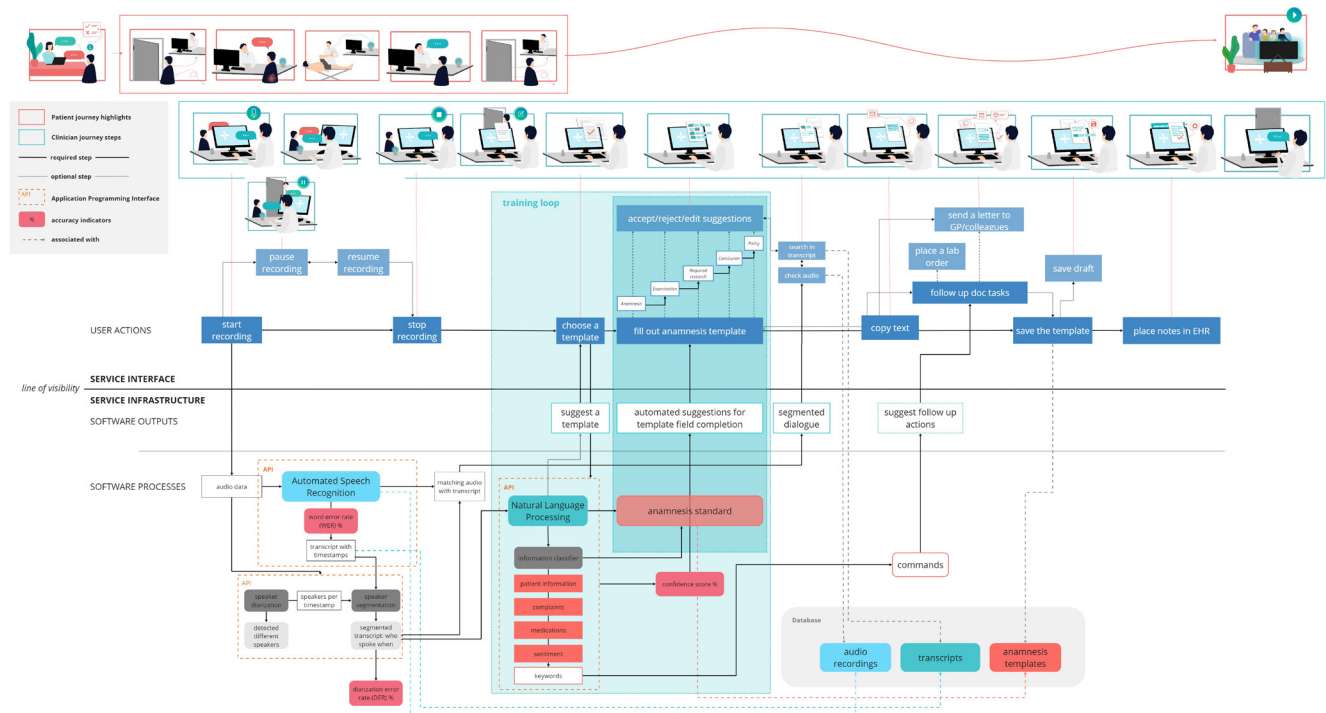 Patient journey highlights
Clinician journey steps
required step
optional step
API
Application Programming Interface
%
accuracy indicators
associated with
training loop
accept/reject/edit suggestions
send a letter to
GP/colleagues
pause
recording
resume
recording
search in
transcript
check audio
place a lab
order
save draft
follow up doc tasks
Policy
Conclusion
Required
research
Examination
Anamnesis
USER ACTIONS
start
recording
stop
recording
choose a
template
fill out anamnesis template
copy text
save the template
place notes in EHR
line of visibility
SERVICE INTERFACE
SERVICE INFRASTRUCTURE
SOFTWARE OUTPUTS
suggest a
template
automated suggestions for
template field completion
segmented
dialogue
suggest follow up
actions
SOFTWARE PROCESSES
audio data
API
Automated Speech
Recognition
word error rate
(WER) %
transcript with
timestamps
matching audio
with transcript
API
speaker
diarization
speakers per
timestamp
speaker
segmentation
detected
different
speakers
segmented
transcript: who
spoke when
diarization error
rate (DER) %
API
Natural Language
Processing
information classifier
patient information
complaints
medications
sentiment
keywords
anamnesis standard
confidence score %
commands
Database
audio
recordings
transcripts
anamnesis
templates